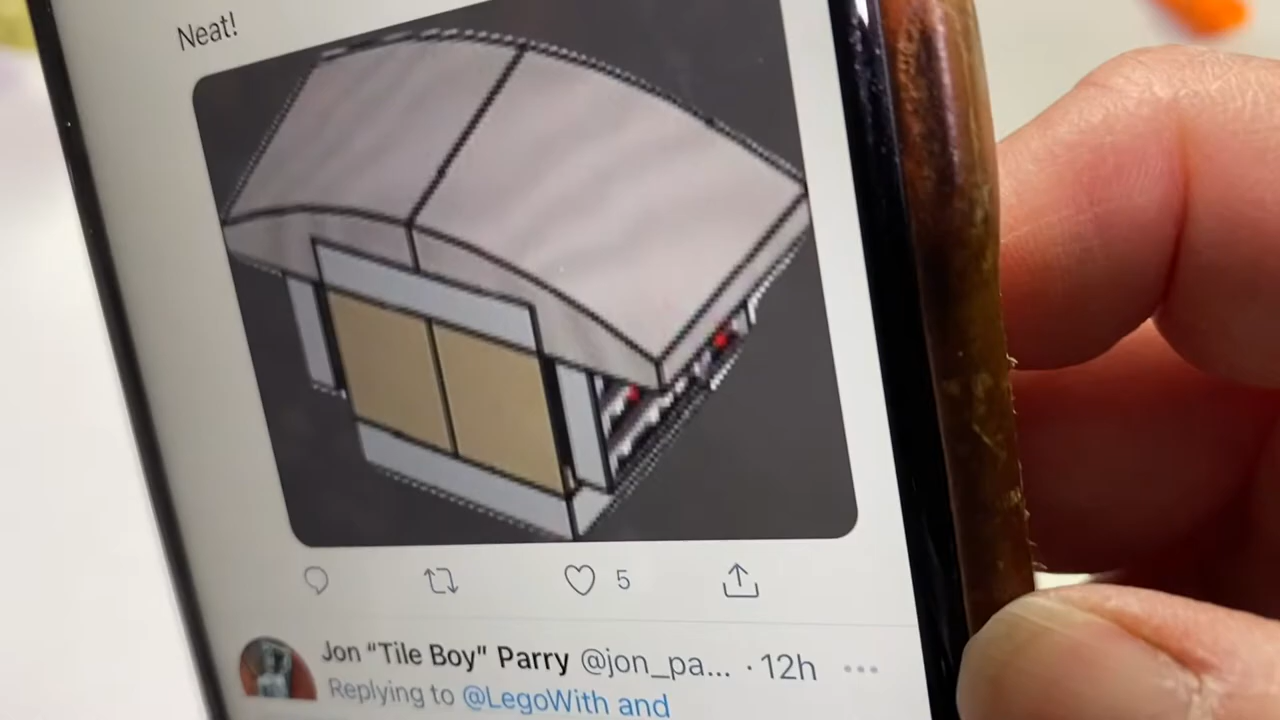 Neat!
5
Jon “Tile Boy” Parry @jon_pa... · 12h
Replying to @LegoWith and